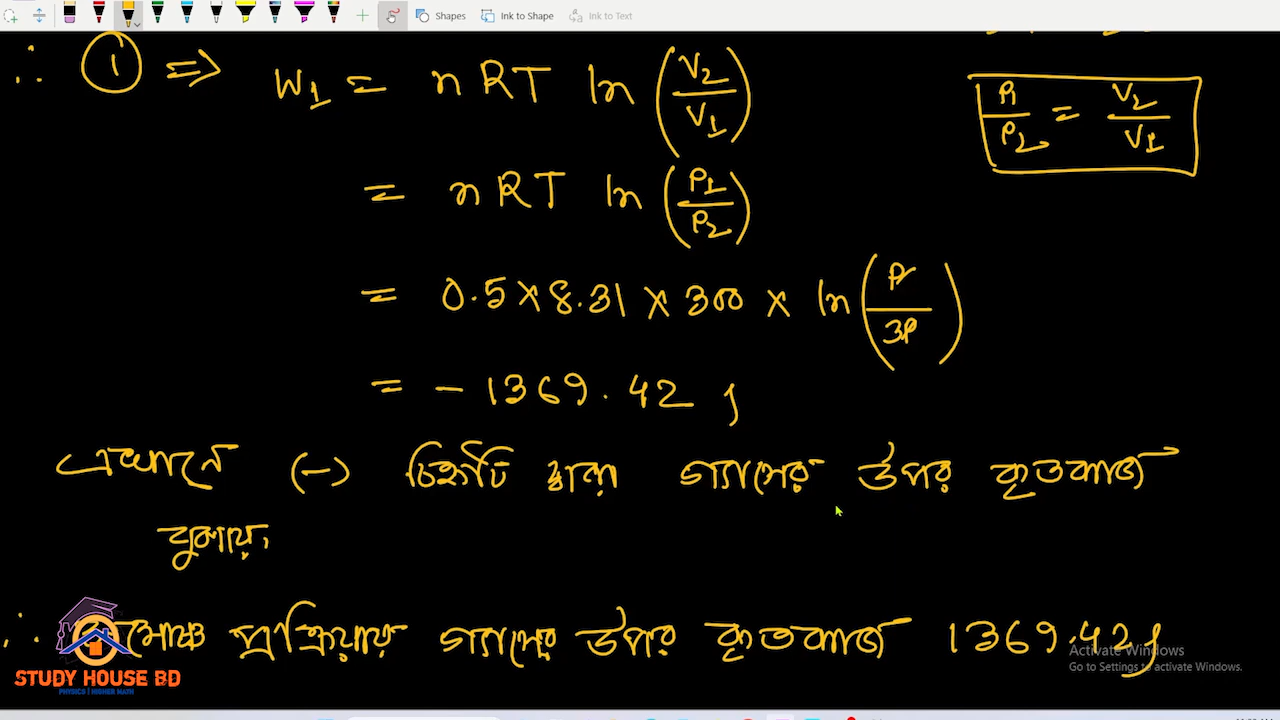 Shapes Ink to Shape Ink to Text
∴ ① ⇒ W₁ = nRT ln(V₂/V₁)
P₁/P₂ = V₂/V₁
= nRT ln(P₁/P₂)
= 0.5 × 8.31 × 300 × ln(P/3P)
= - 1369.42 J
এখানে (-) চিহ্নটি দ্বারা গ্যাসের উপর কৃতকাজ
বুঝায়,
∴ সমোষ্ণ প্রক্রিয়ায় গ্যাসের উপর কৃতকাজ 1369.42 J
Activate Windows
Go to Settings to activate Windows.
STUDY HOUSE BD
PHYSICS | HIGHER MATH